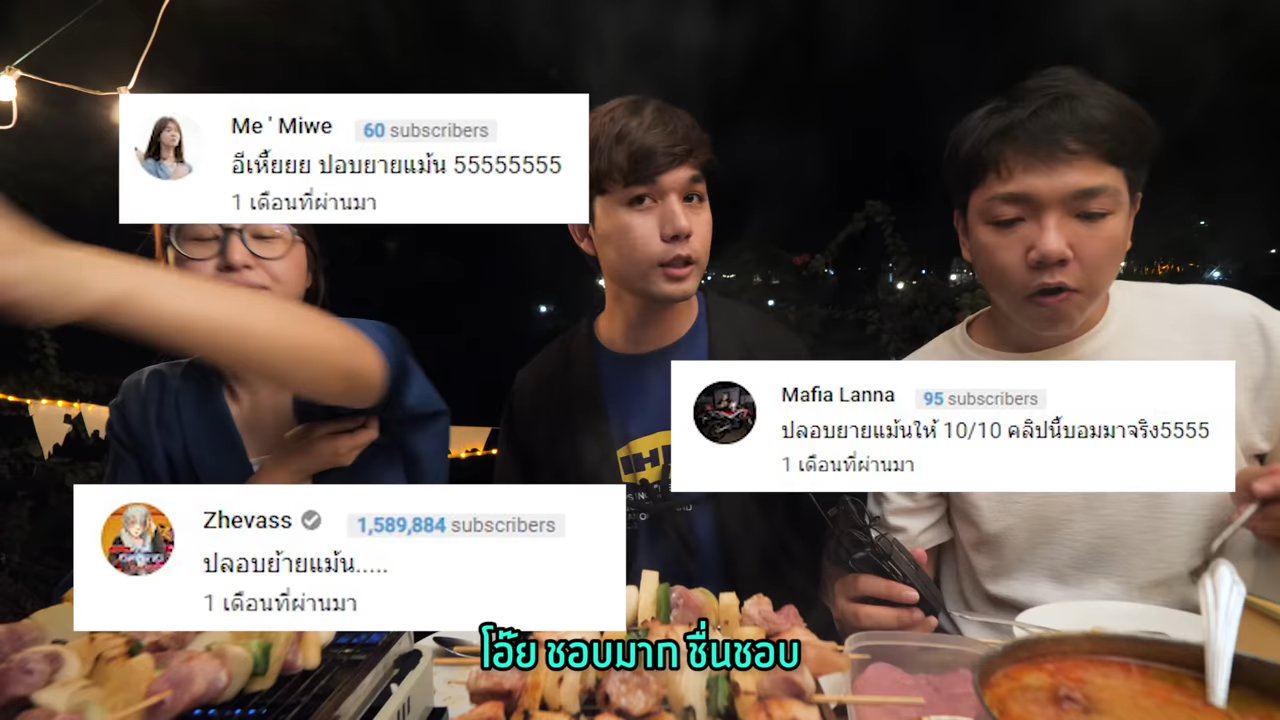 Me ' Miwe 60 subscribers
อีเหี้ยยย ปอบยายแม้น 55555555
1 เดือนที่ผ่านมา
Mafia Lanna 95 subscribers
ปลอบยายแม้นให้ 10/10 คลิปนี้บอมมาจริง5555
1 เดือนที่ผ่านมา
Zhevass 1,589,884 subscribers
ปลอบย้ายแม้น.....
1 เดือนที่ผ่านมา
โอ๊ย ชอบมาก ชื่นชอบ